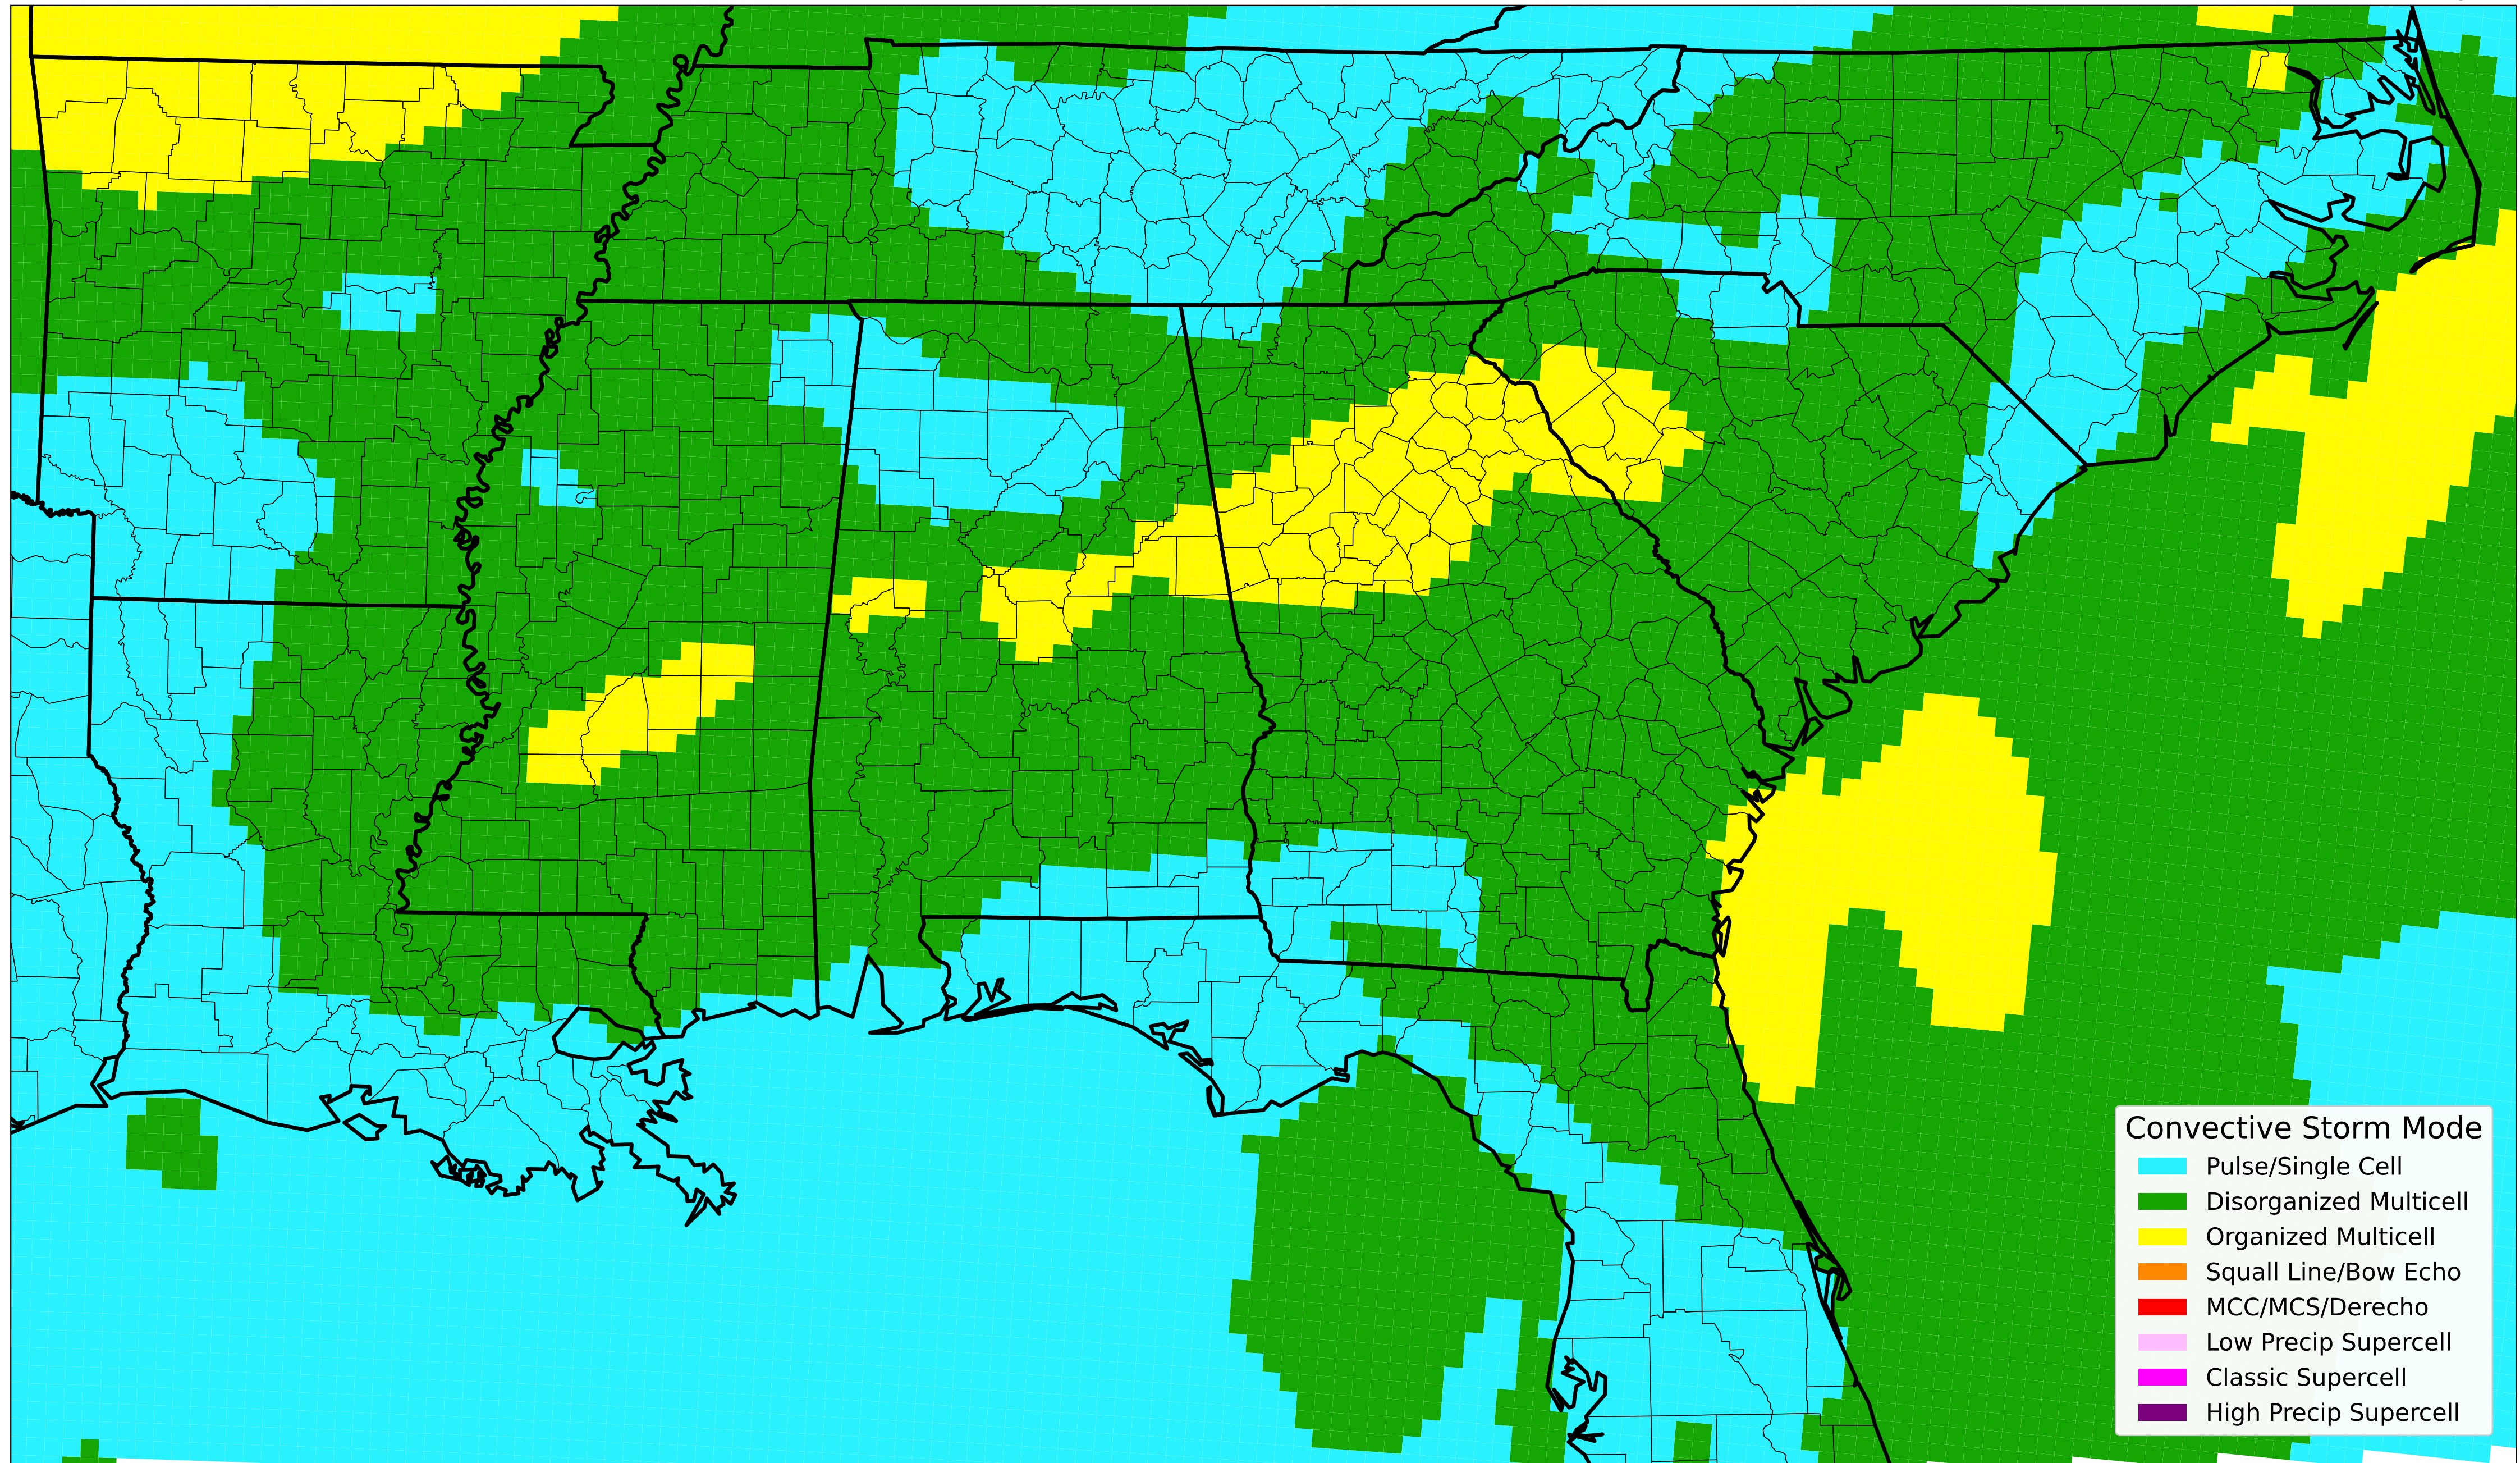 Convective Storm Mode
Pulse/Single Cell
Disorganized Multicell
Organized Multicell
Squall Line/Bow Echo
MCC/MCS/Derecho
Low Precip Supercell
Classic Supercell
High Precip Supercell